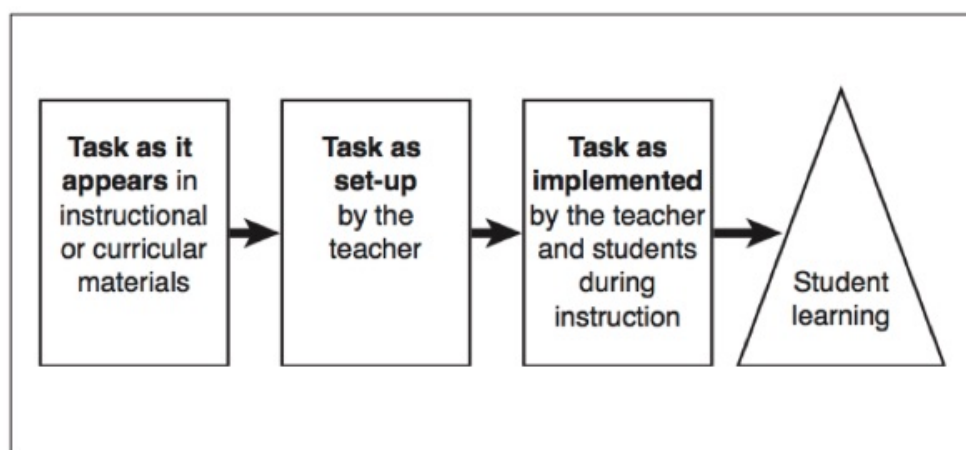 Task as it
appears in
instructional
or curricular
materials
Task as
set-up
by the
teacher
Task as
implemented
by the teacher
and students
during
instruction
Student
learning